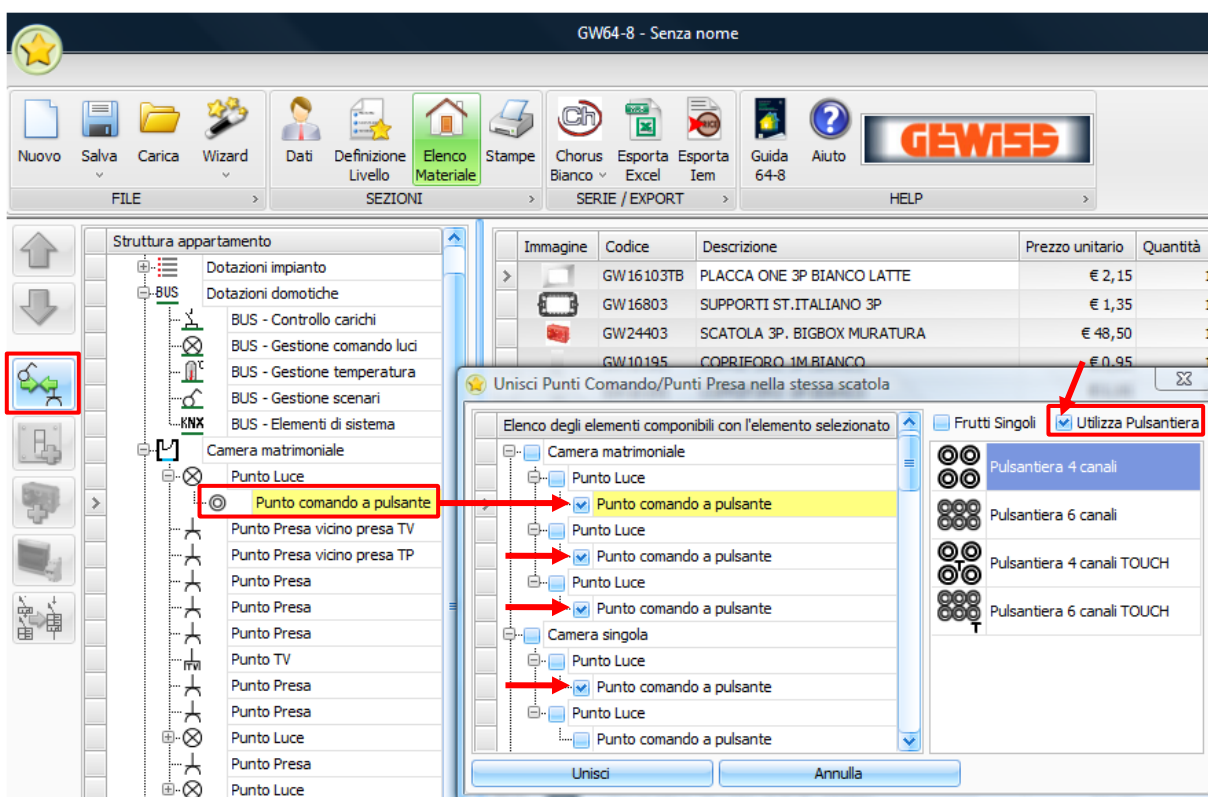 GW64-8 - Senza nome
Nuovo
Salva
Carica
Wizard
Dati
Definizione
Livello
Elenco
Materiale
Stampe
Chorus
Bianco
Esporta
Excel
Esporta
Iem
Guida
64-8
Aiuto
GEWISS
FILE
SEZIONI
SERIE / EXPORT
HELP
Struttura appartamento
Dotazioni impianto
BUS Dotazioni domotiche
BUS - Controllo carichi
BUS - Gestione comando luci
BUS - Gestione temperatura
BUS - Gestione scenari
KNX BUS - Elementi di sistema
Camera matrimoniale
Punto Luce
Punto comando a pulsante
Punto Presa vicino presa TV
Punto Presa vicino presa TP
Punto Presa
Punto Presa
Punto Presa
Punto TV
Punto Presa
Punto Presa
Punto Luce
Punto Presa
Punto Luce
Immagine Codice Descrizione Prezzo unitario Quantità
GW16103TB PLACCA ONE 3P BIANCO LATTE € 2,15
GW16803 SUPPORTI ST.ITALIANO 3P € 1,35
GW24403 SCATOLA 3P. BIGBOX MURATURA € 48,50
GW10195 COPRIFORO 1M BIANCO € 0,95
Unisci Punti Comando/Punti Presa nella stessa scatola
Elenco degli elementi componibili con l'elemento selezionato
Camera matrimoniale
Punto Luce
Punto comando a pulsante
Punto Luce
Punto comando a pulsante
Punto Luce
Punto comando a pulsante
Camera singola
Punto Luce
Punto comando a pulsante
Punto Luce
Punto comando a pulsante
Frutti Singoli Utilizza Pulsantiera
Pulsantiera 4 canali
Pulsantiera 6 canali
Pulsantiera 4 canali TOUCH
Pulsantiera 6 canali TOUCH
Unisci
Annulla